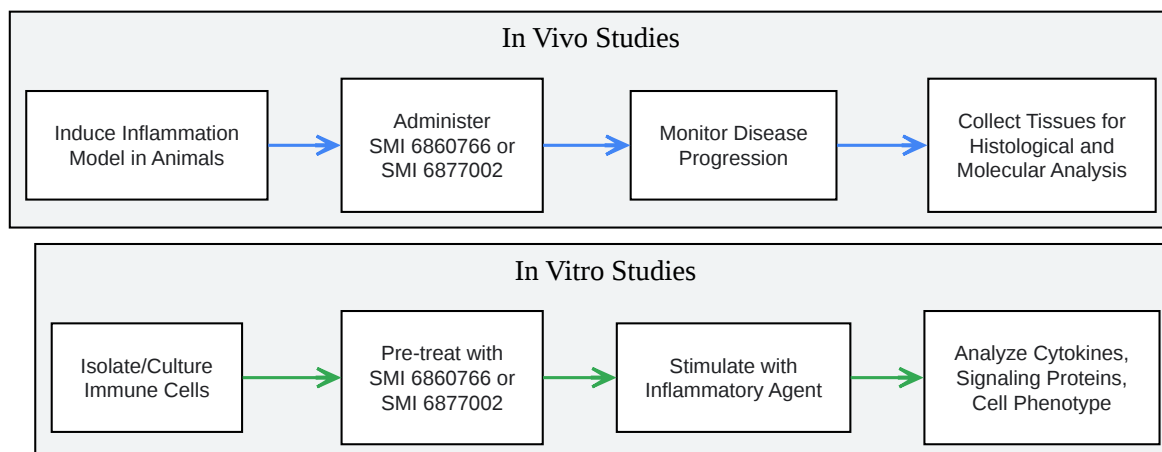 In Vivo Studies
Induce Inflammation
Model in Animals
Administer
SMI 6860766 or
SMI 6877002
Monitor Disease
Progression
Collect Tissues for
Histological and
Molecular Analysis
In Vitro Studies
Isolate/Culture
Immune Cells
Pre-treat with
SMI 6860766 or
SMI 6877002
Stimulate with
Inflammatory Agent
Analyze Cytokines,
Signaling Proteins,
Cell Phenotype